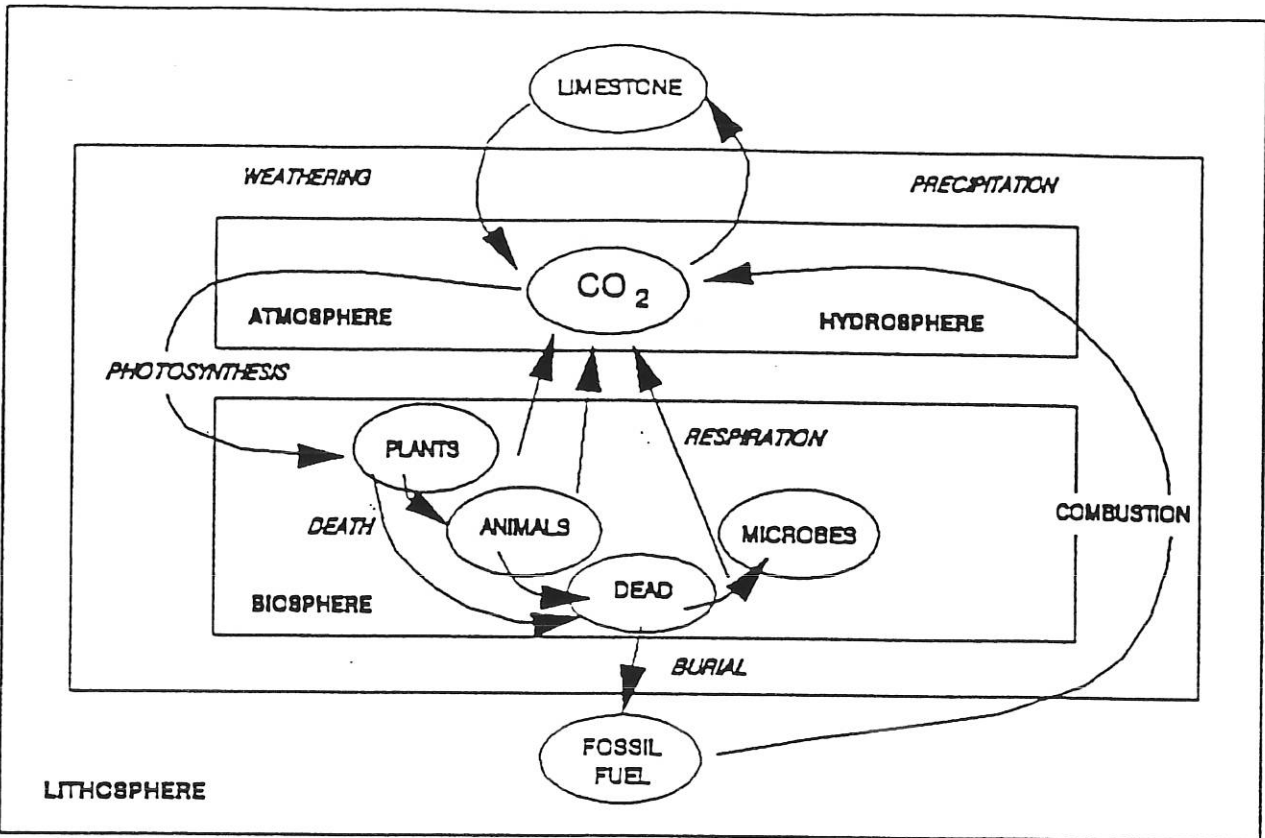 LIMESTONE
WEATHERING
PRECIPITATION
CO2
ATMOSPHERE
HYDROSPHERE
PHOTOSYNTHESIS
PLANTS
RESPIRATION
DEATH
ANIMALS
MICROBES
COMBUSTION
DEAD
BIOSPHERE
BURIAL
FOSSIL
FUEL
LITHOSPHERE